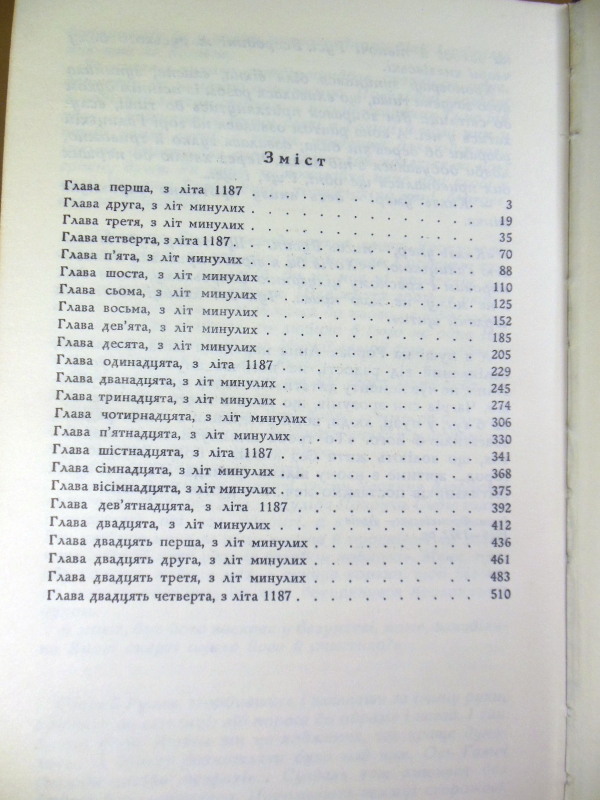 Зміст
Глава перша, з літа 1187 . . . . . . . . . . . 3
Глава друга, з літ минулих . . . . . . . . . . . 19
Глава третя, з літ минулих . . . . . . . . . . . 35
Глава четверта, з літа 1187 . . . . . . . . . . . 70
Глава п'ята, з літ минулих . . . . . . . . . . . 88
Глава шоста, з літ минулих . . . . . . . . . . . 110
Глава сьома, з літ минулих . . . . . . . . . . . 125
Глава восьма, з літ минулих . . . . . . . . . . . 152
Глава дев'ята, з літ минулих . . . . . . . . . . . 185
Глава десята, з літ минулих . . . . . . . . . . . 205
Глава одинадцята, з літа 1187 . . . . . . . . . . 229
Глава дванадцята, з літ минулих . . . . . . . . . . 245
Глава тринадцята, з літ минулих . . . . . . . . . . 274
Глава чотирнадцята, з літ минулих . . . . . . . . . 306
Глава п'ятнадцята, з літ минулих . . . . . . . . . . 330
Глава шістнадцята, з літа 1187 . . . . . . . . . . 341
Глава сімнадцята, з літ минулих . . . . . . . . . . 368
Глава вісімнадцята, з літ минулих . . . . . . . . . . 375
Глава дев'ятнадцята, з літа 1187 . . . . . . . . . . 392
Глава двадцята, з літ минулих . . . . . . . . . . 412
Глава двадцять перша, з літ минулих . . . . . . . . . 436
Глава двадцять друга, з літ минулих . . . . . . . . 461
Глава двадцять третя, з літ минулих . . . . . . . . . 483
Глава двадцять четверта, з літа 1187 . . . . . . . . . . 510